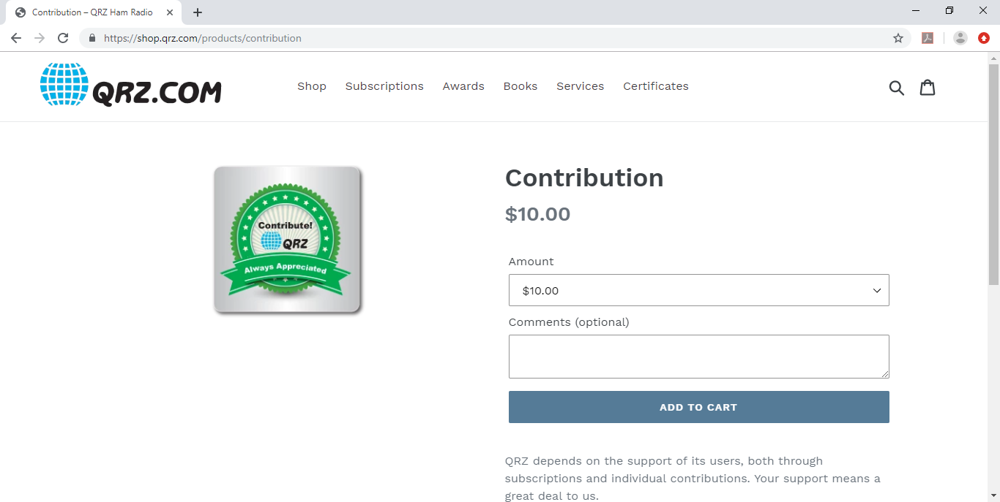 Contribution – QRZ Ham Radio
https://shop.qrz.com/products/contribution
QRZ.COM
Shop Subscriptions Awards Books Services Certificates
Contribute!
QRZ
Always Appreciated
Contribution
$10.00
Amount
$10.00
Comments (optional)
ADD TO CART
QRZ depends on the support of its users, both through
subscriptions and individual contributions. Your support means a
great deal to us.